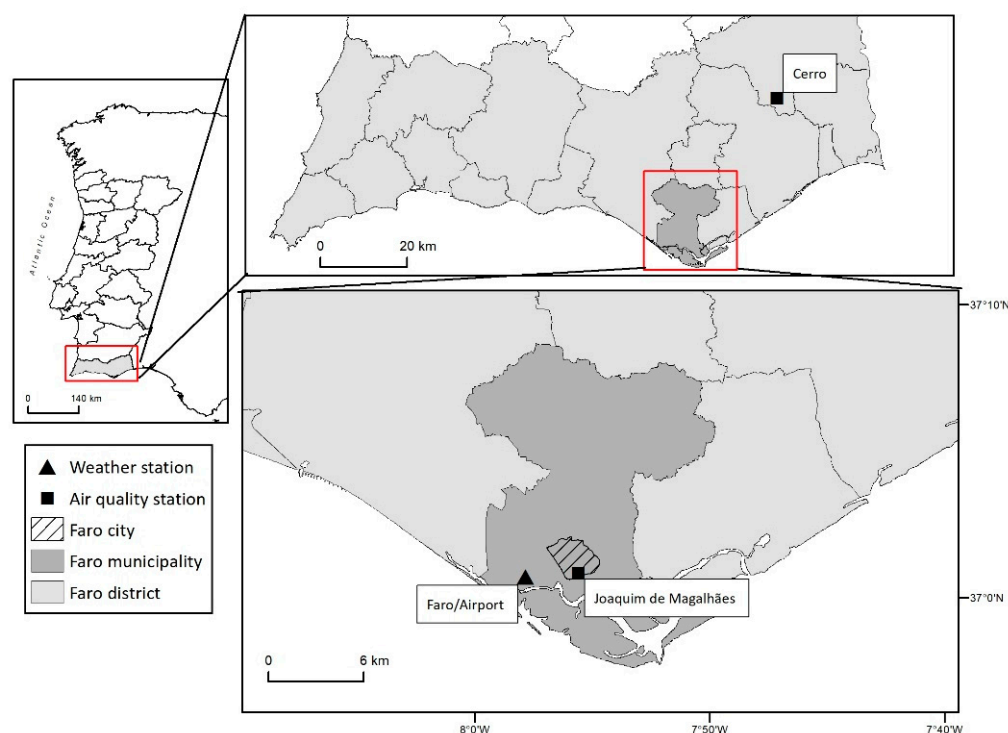 Atlantic Ocean
0 140 km
Cerro
0 20 km
Weather station
Air quality station
Faro city
Faro municipality
Faro district
37°10'N
Faro/Airport
Joaquim de Magalhães
37°0'N
0 6 km
8°0'W
7°50'W
7°40'W